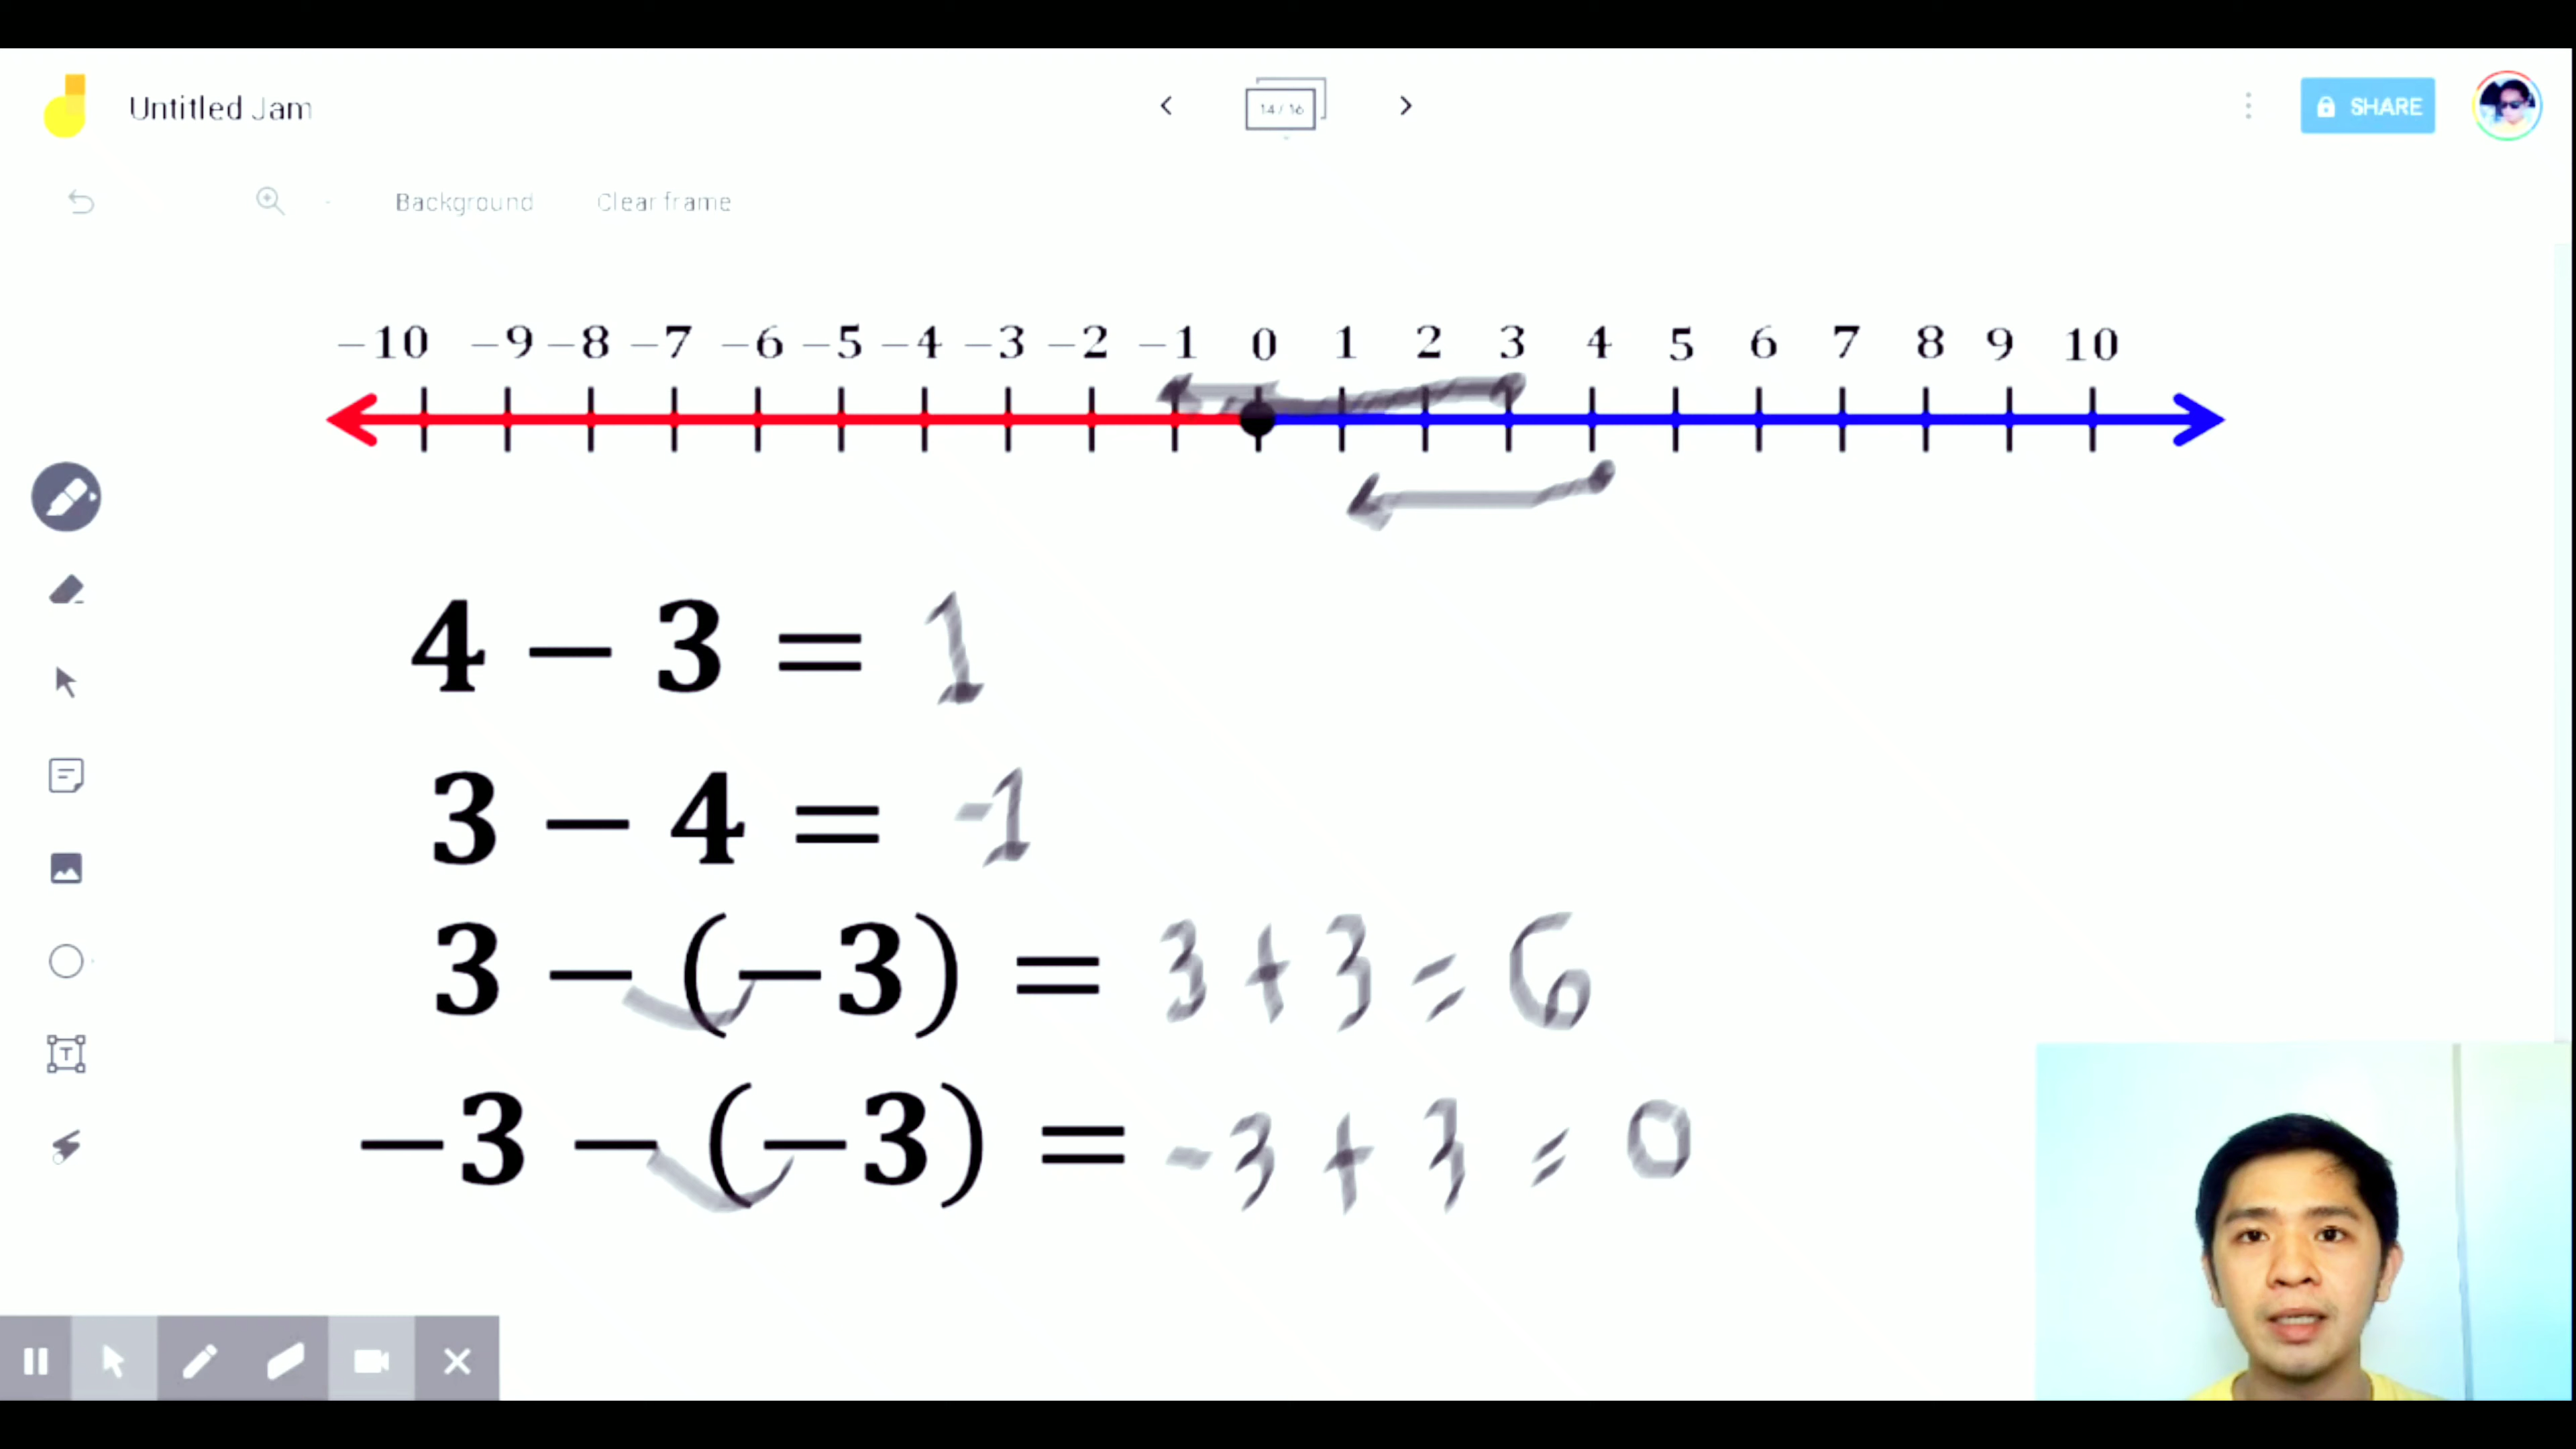 Untitled Jam
14 / 16
SHARE
Background Clear frame
−10 −9 −8 −7 −6 −5 −4 −3 −2 −1 0 1 2 3 4 5 6 7 8 9 10
4 − 3 = 1
3 − 4 = -1
3 − (−3) = 3 + 3 = 6
−3 − (−3) = -3 + 3 = 0
T